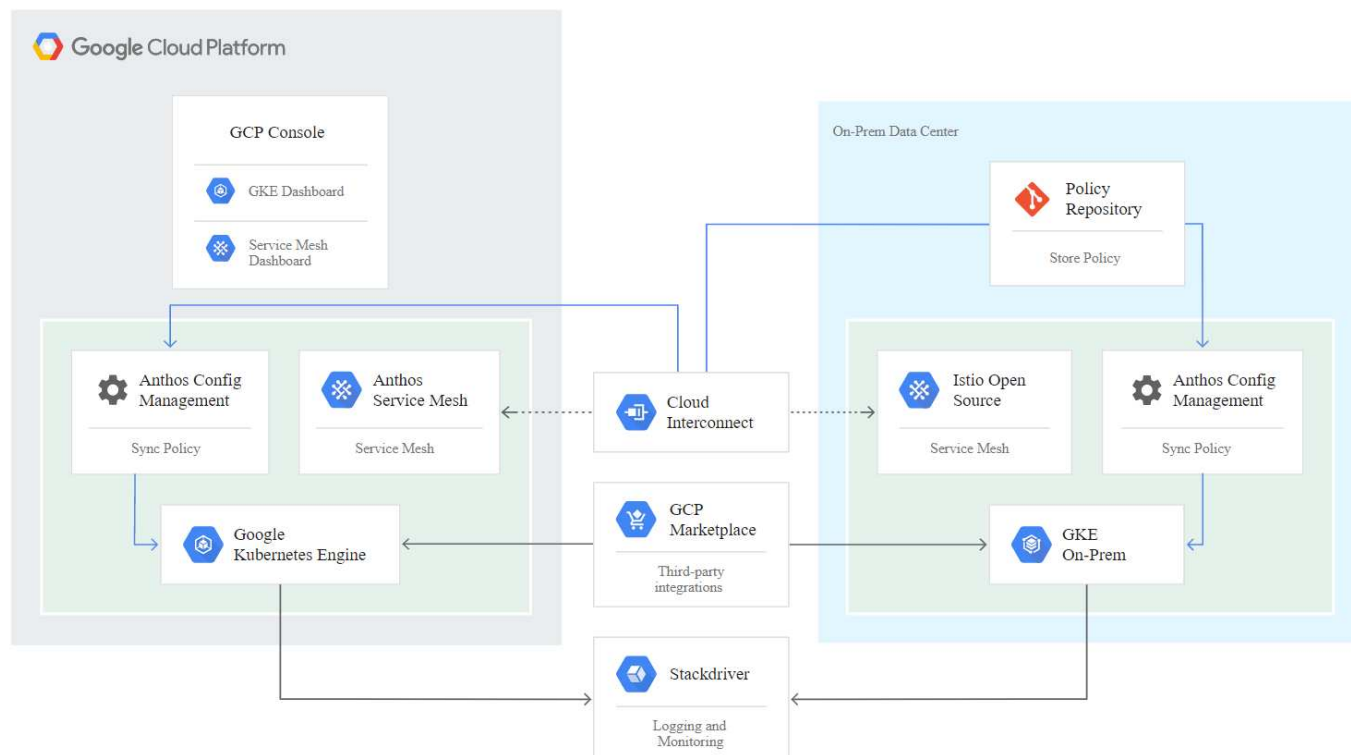 Google Cloud Platform
GCP Console
GKE Dashboard
Service Mesh
Dashboard
On-Prem Data Center
Policy
Repository
Store Policy
Anthos Config
Management
Sync Policy
Anthos
Service Mesh
Service Mesh
Cloud
Interconnect
Istio Open
Source
Service Mesh
Anthos Config
Management
Sync Policy
Google
Kubernetes Engine
GCP
Marketplace
Third-party
integrations
GKE
On-Prem
Stackdriver
Logging and
Monitoring